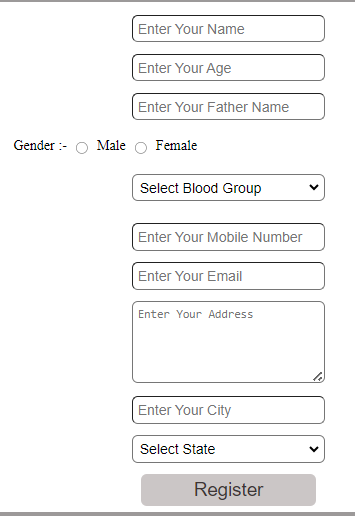 Enter Your Name
Enter Your Age
Enter Your Father Name
Gender :- Male Female
Select Blood Group
Enter Your Mobile Number
Enter Your Email
Enter Your Address
Enter Your City
Select State
Register